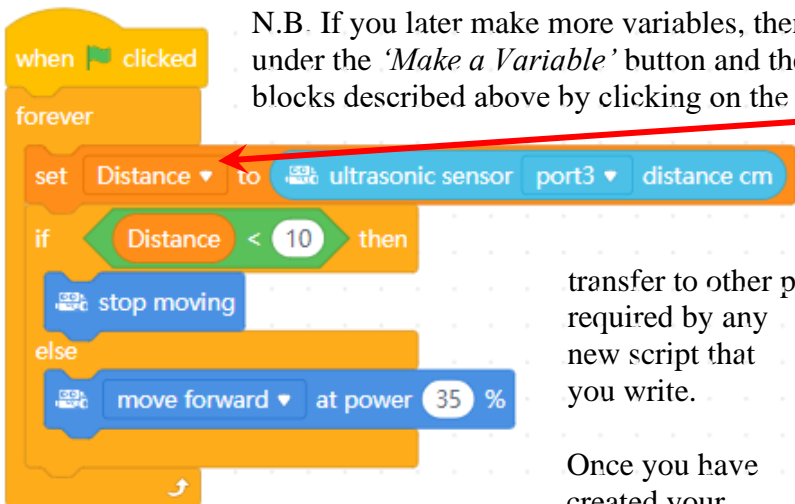 N.B. If you later make more variables, then
under the ‘Make a Variable’ button and the
blocks described above by clicking on the
when clicked
forever
set Distance to ultrasonic sensor port3 distance cm
if Distance < 10 then
stop moving
else
move forward at power 35 %
transfer to other
required by any
new script that
you write.
Once you have
created your